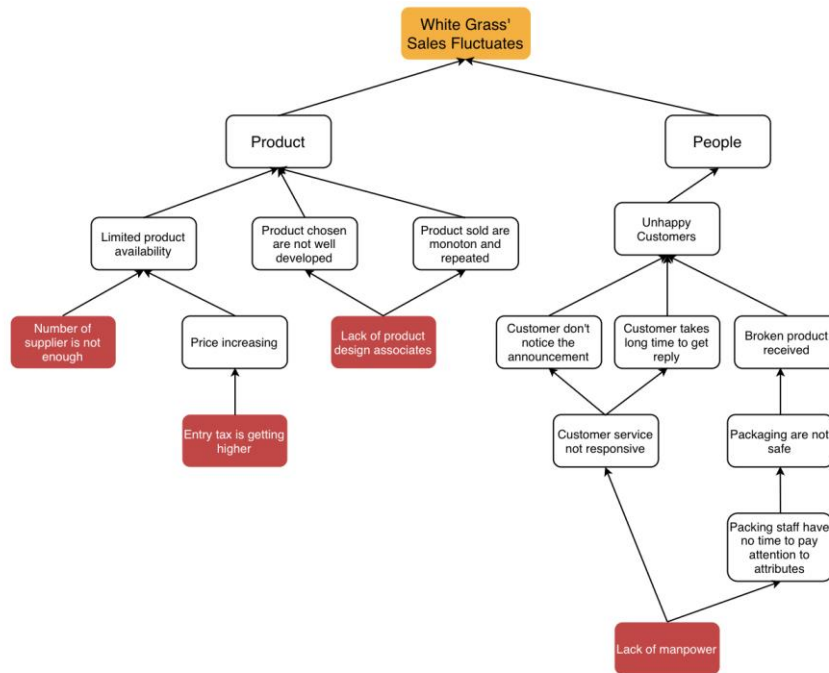 White Grass'
Sales Fluctuates
Product
People
Limited product
availability
Product chosen
are not well
developed
Product sold are
monoton and
repeated
Unhappy
Customers
Number of
supplier is not
enough
Price increasing
Lack of product
design associates
Customer don't
notice the
announcement
Customer takes
long time to get
reply
Broken product
received
Entry tax is getting
higher
Customer service
not responsive
Packaging are not
safe
Packing staff have
no time to pay
attention to
attributes
Lack of manpower